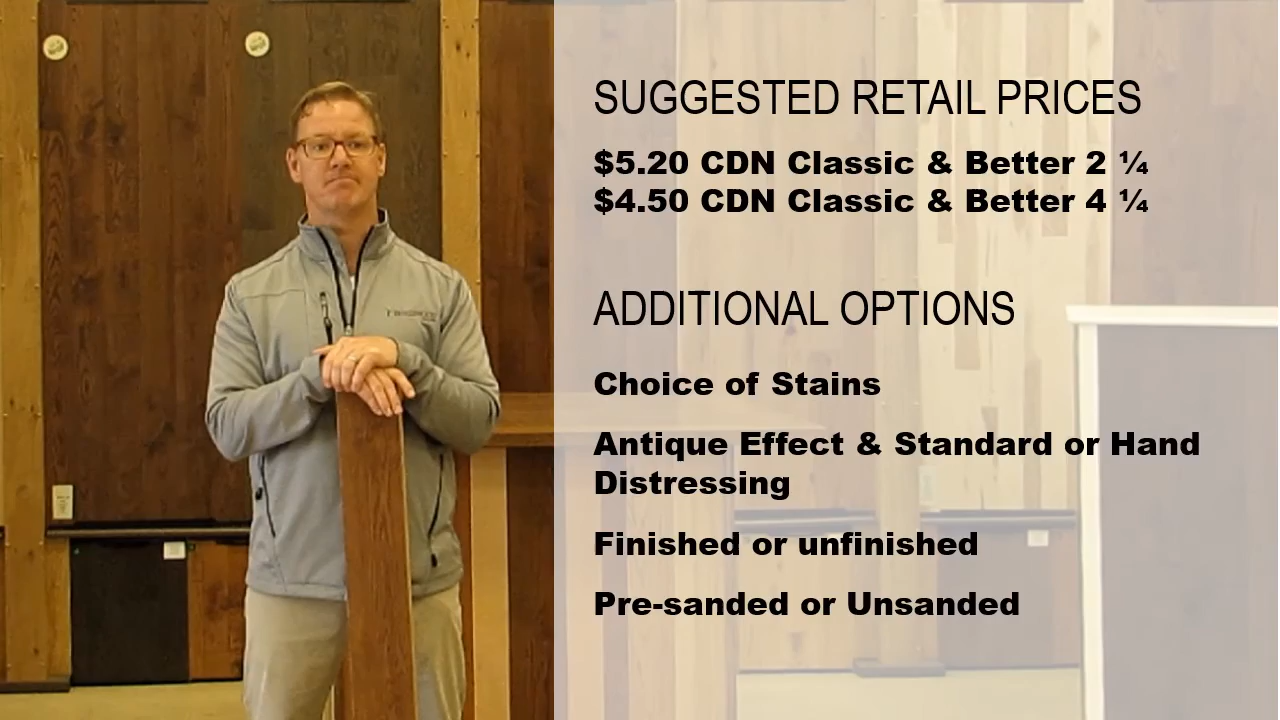 SUGGESTED RETAIL PRICES
$5.20 CDN Classic & Better 2 ¼
$4.50 CDN Classic & Better 4 ¼
ADDITIONAL OPTIONS
Choice of Stains
Antique Effect & Standard or Hand
Distressing
Finished or unfinished
Pre-sanded or Unsanded